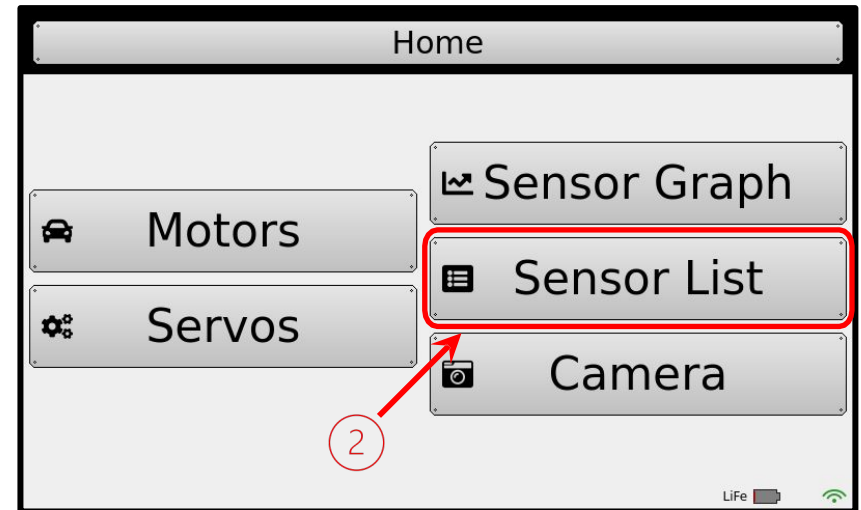 Home
Motors
Servos
Sensor Graph
Sensor List
Camera
2
LiFe